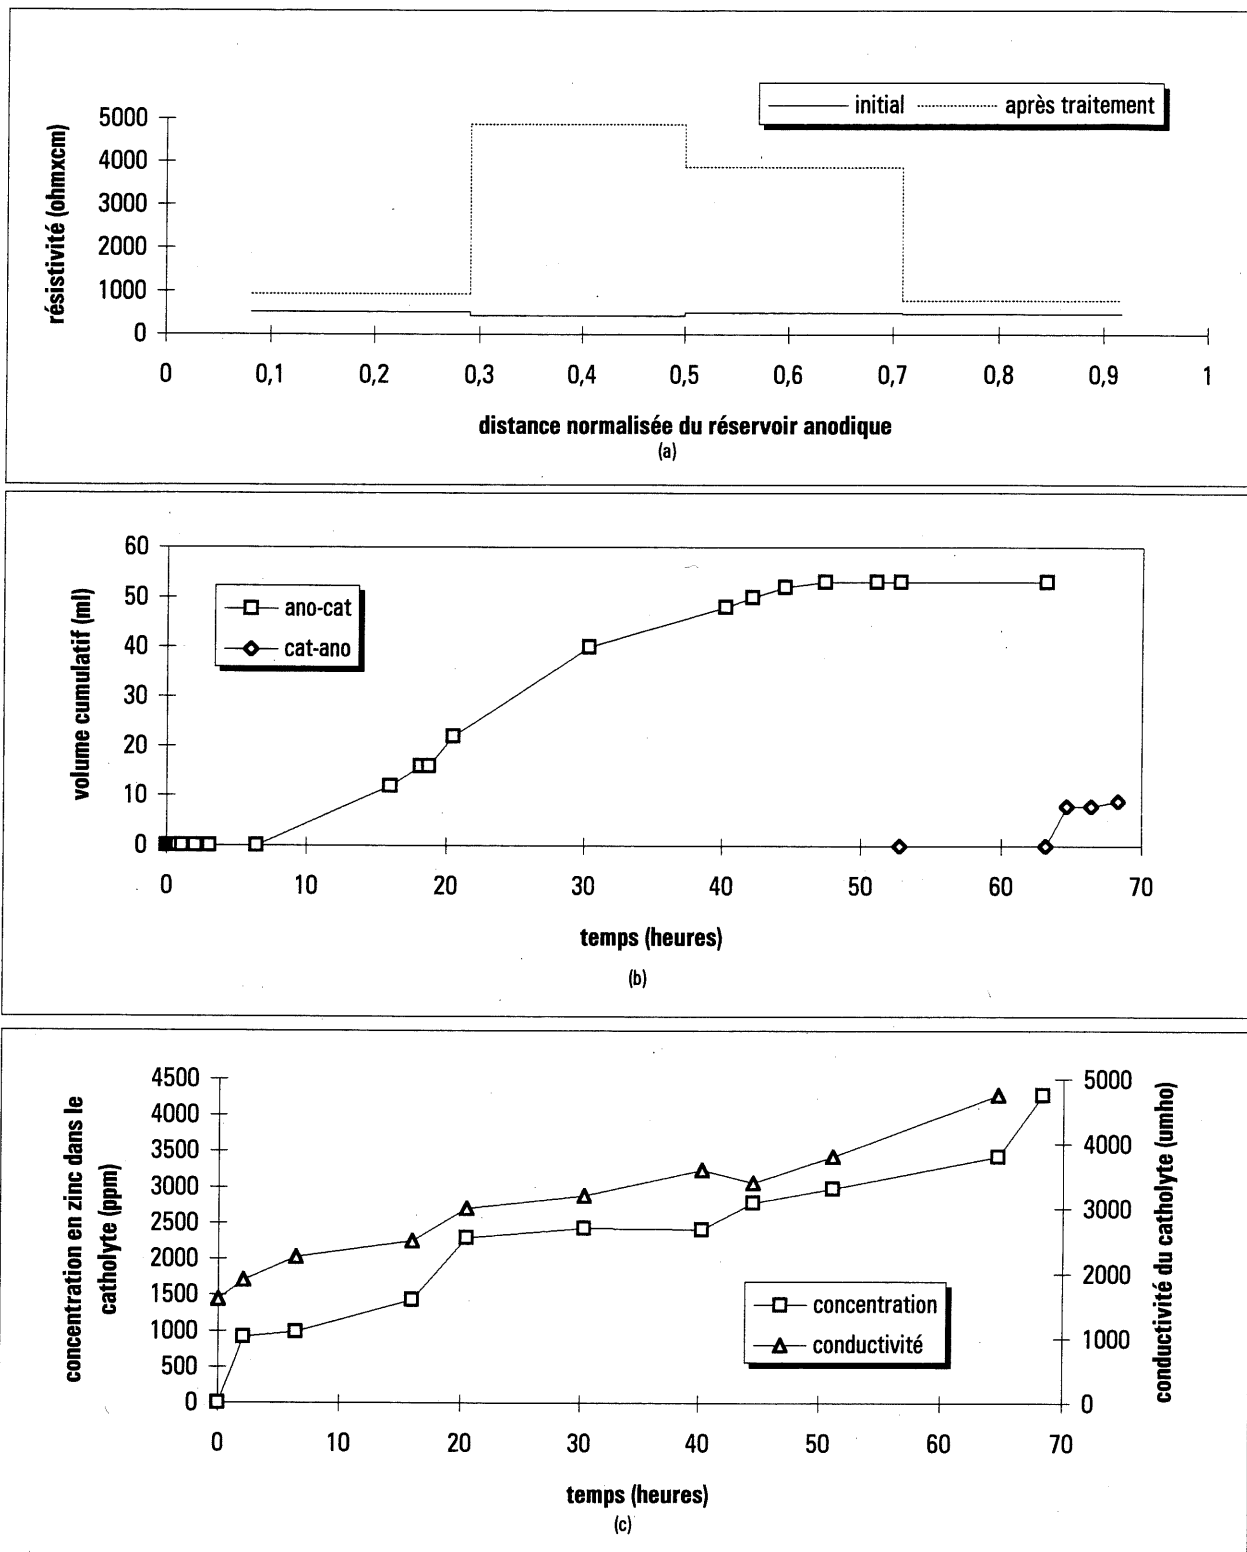 initial après traitement
5000
4000
3000
2000
1000
0
résistivité (ohmxcm)
0 0,1 0,2 0,3 0,4 0,5 0,6 0,7 0,8 0,9 1
distance normalisée du réservoir anodique
(a)
60
50
40
30
20
10
0
volume cumulatif (ml)
ano-cat
cat-ano
0 10 20 30 40 50 60 70
temps (heures)
(b)
4500
4000
3500
3000
2500
2000
1500
1000
500
0
concentration en zinc dans le
catholyte (ppm)
5000
4000
3000
2000
1000
0
conductivité du catholyte (umho)
concentration
conductivité
0 10 20 30 40 50 60 70
temps (heures)
(c)